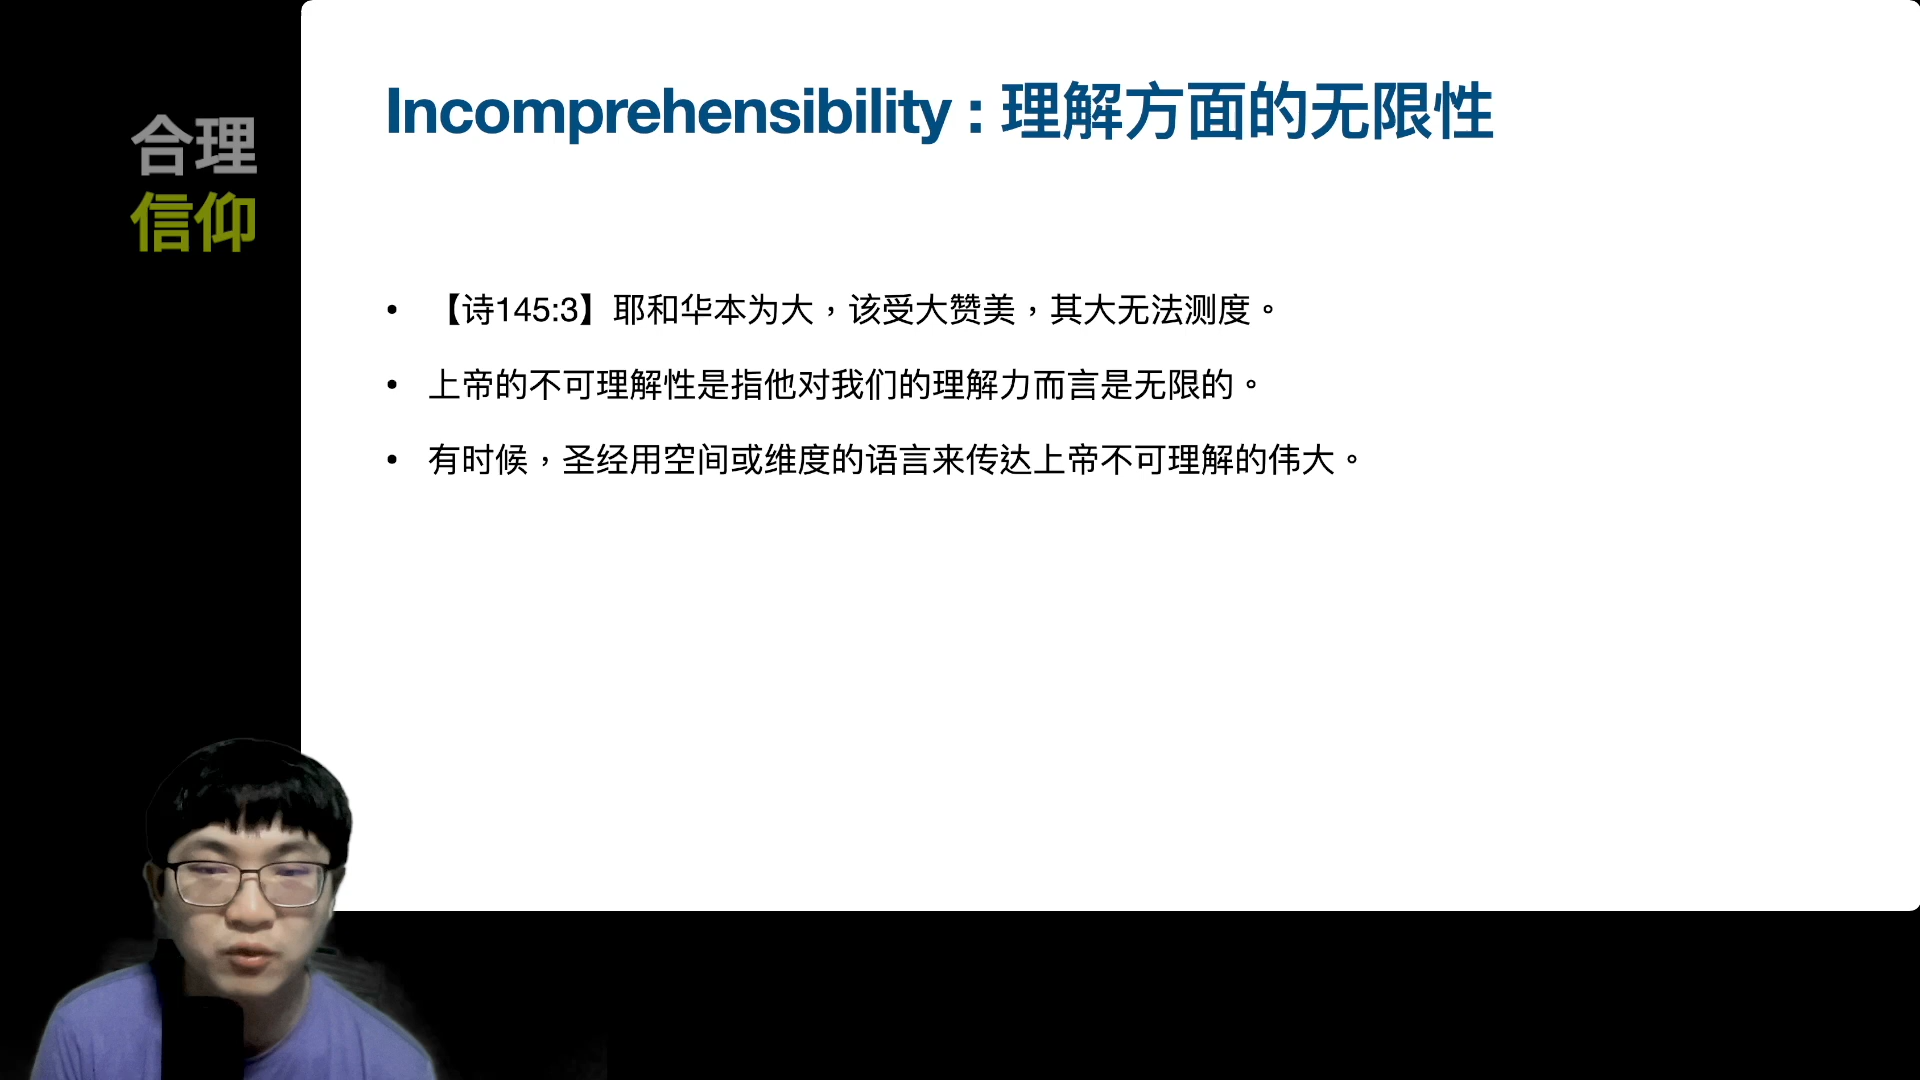 合理
信仰
Incomprehensibility : 理解方面的无限性
• 【诗145:3】耶和华本为大，该受大赞美，其大无法测度。
• 上帝的不可理解性是指他对我们的理解力而言是无限的。
• 有时候，圣经用空间或维度的语言来传达上帝不可理解的伟大。